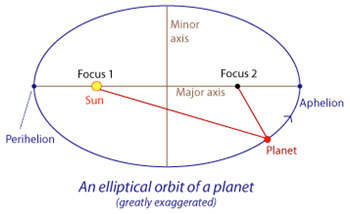 Minor
axis
Focus 1
Focus 2
Major axis
Sun
Aphelion
Perihelion
Planet
An elliptical orbit of a planet
(greatly exaggerated)